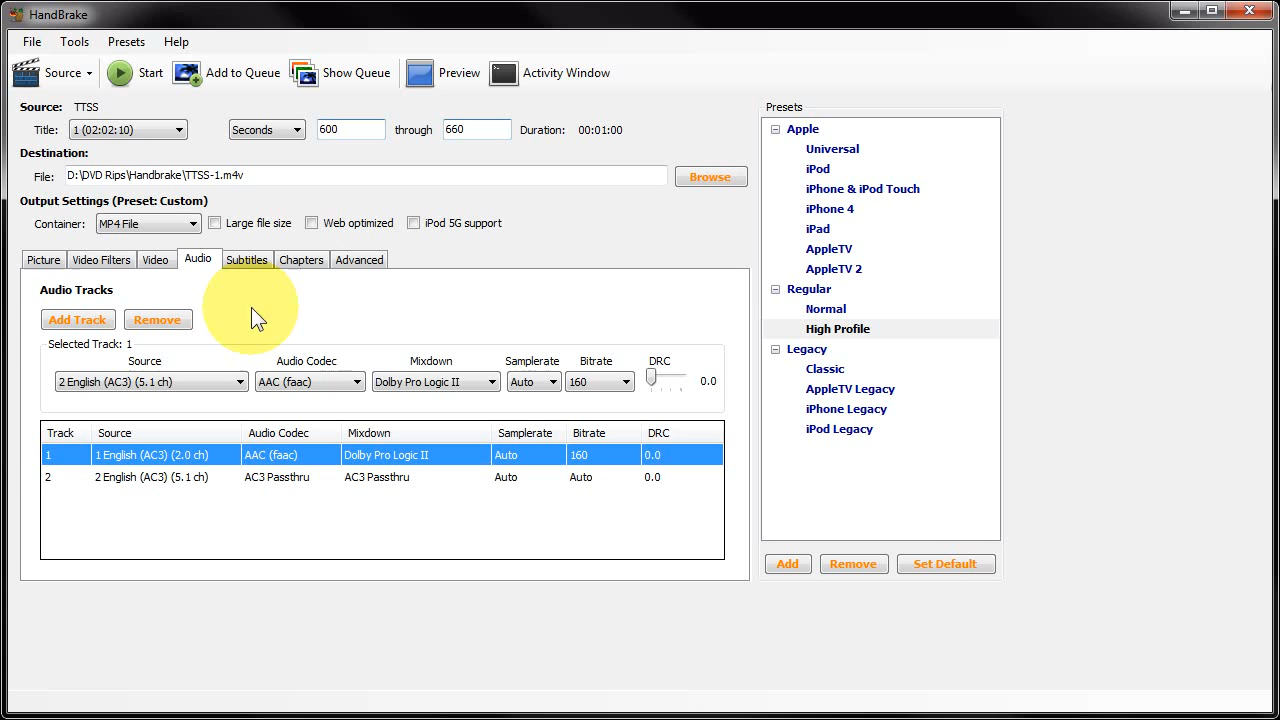 HandBrake
File Tools Presets Help
Source Start Add to Queue Show Queue Preview Activity Window
Source: TTSS
Title: 1 (02:02:10) Seconds 600 through 660 Duration: 00:01:00
Destination:
File: D:\DVD Rips\Handbrake\TTSS-1.m4v Browse
Output Settings (Preset: Custom)
Container: MP4 File Large file size Web optimized iPod 5G support
Picture Video Filters Video Audio Subtitles Chapters Advanced
Audio Tracks
Add Track Remove
Selected Track: 1
Source Audio Codec Mixdown Samplerate Bitrate DRC
2 English (AC3) (5.1 ch) AAC (faac) Dolby Pro Logic II Auto 160 0.0
Track Source Audio Codec Mixdown Samplerate Bitrate DRC
1 1 English (AC3) (2.0 ch) AAC (faac) Dolby Pro Logic II Auto 160 0.0
2 2 English (AC3) (5.1 ch) AC3 Passthru AC3 Passthru Auto Auto 0.0
Presets
Apple
Universal
iPod
iPhone & iPod Touch
iPhone 4
iPad
AppleTV
AppleTV 2
Regular
Normal
High Profile
Legacy
Classic
AppleTV Legacy
iPhone Legacy
iPod Legacy
Add Remove Set Default